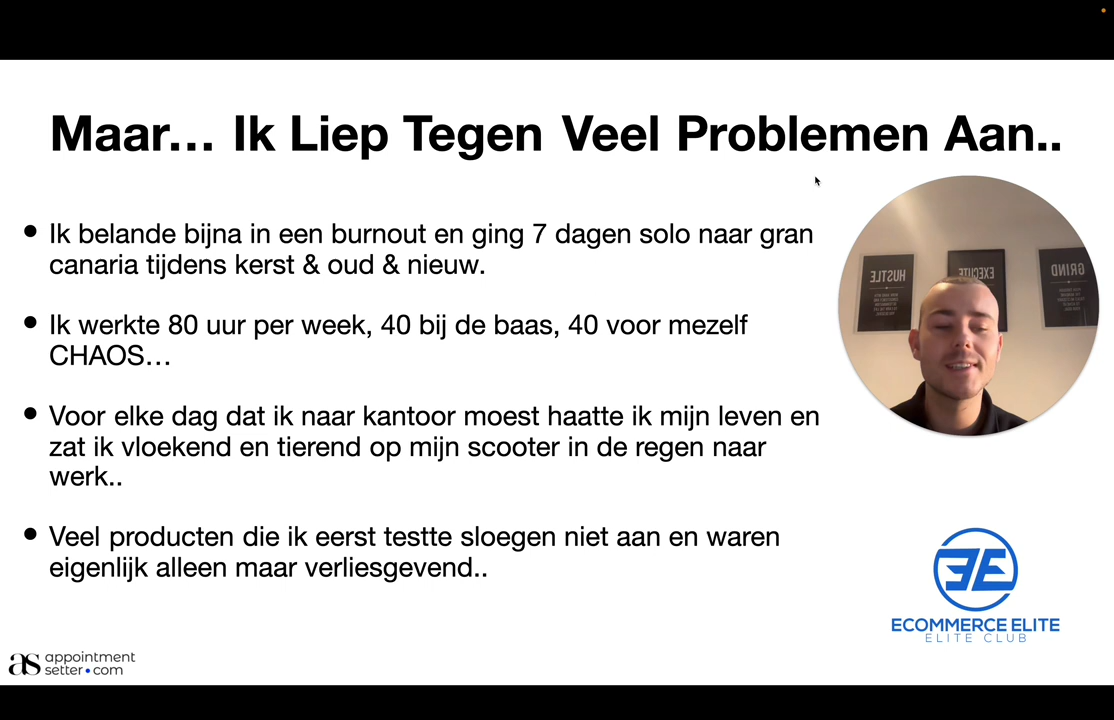 Maar... Ik Liep Tegen Veel Problemen Aan..
• Ik belande bijna in een burnout en ging 7 dagen solo naar gran
canaria tijdens kerst & oud & nieuw.
• Ik werkte 80 uur per week, 40 bij de baas, 40 voor mezelf
CHAOS...
• Voor elke dag dat ik naar kantoor moest haatte ik mijn leven en
zat ik vloekend en tierend op mijn scooter in de regen naar
werk..
• Veel producten die ik eerst testte sloegen niet aan en waren
eigenlijk alleen maar verliesgevend..
HUSTLE
EXECUTE
GRIND
ECOMMERCE ELITE
ELITE CLUB
as appointment
setter•com